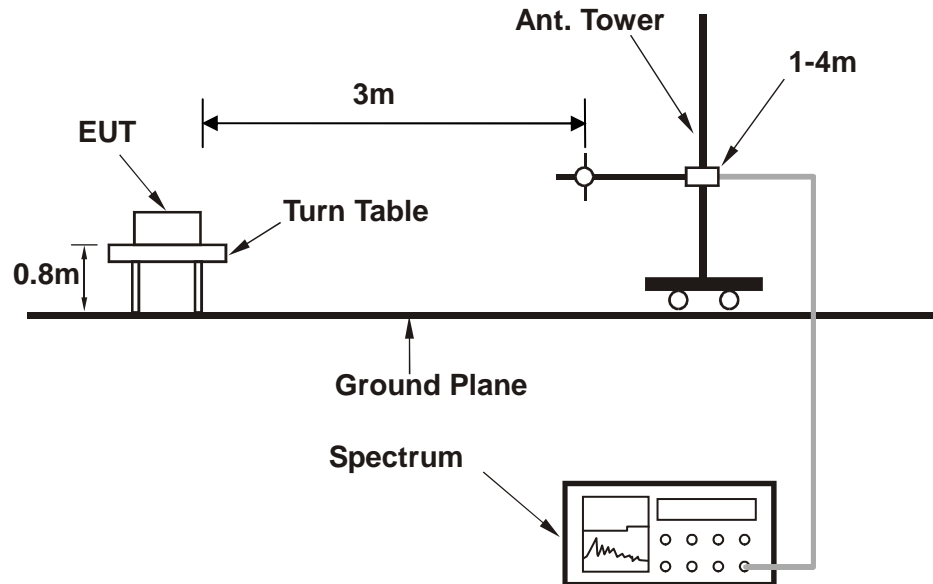 Ant. Tower
1-4m
3m
EUT
Turn Table
0.8m
Ground Plane
Spectrum